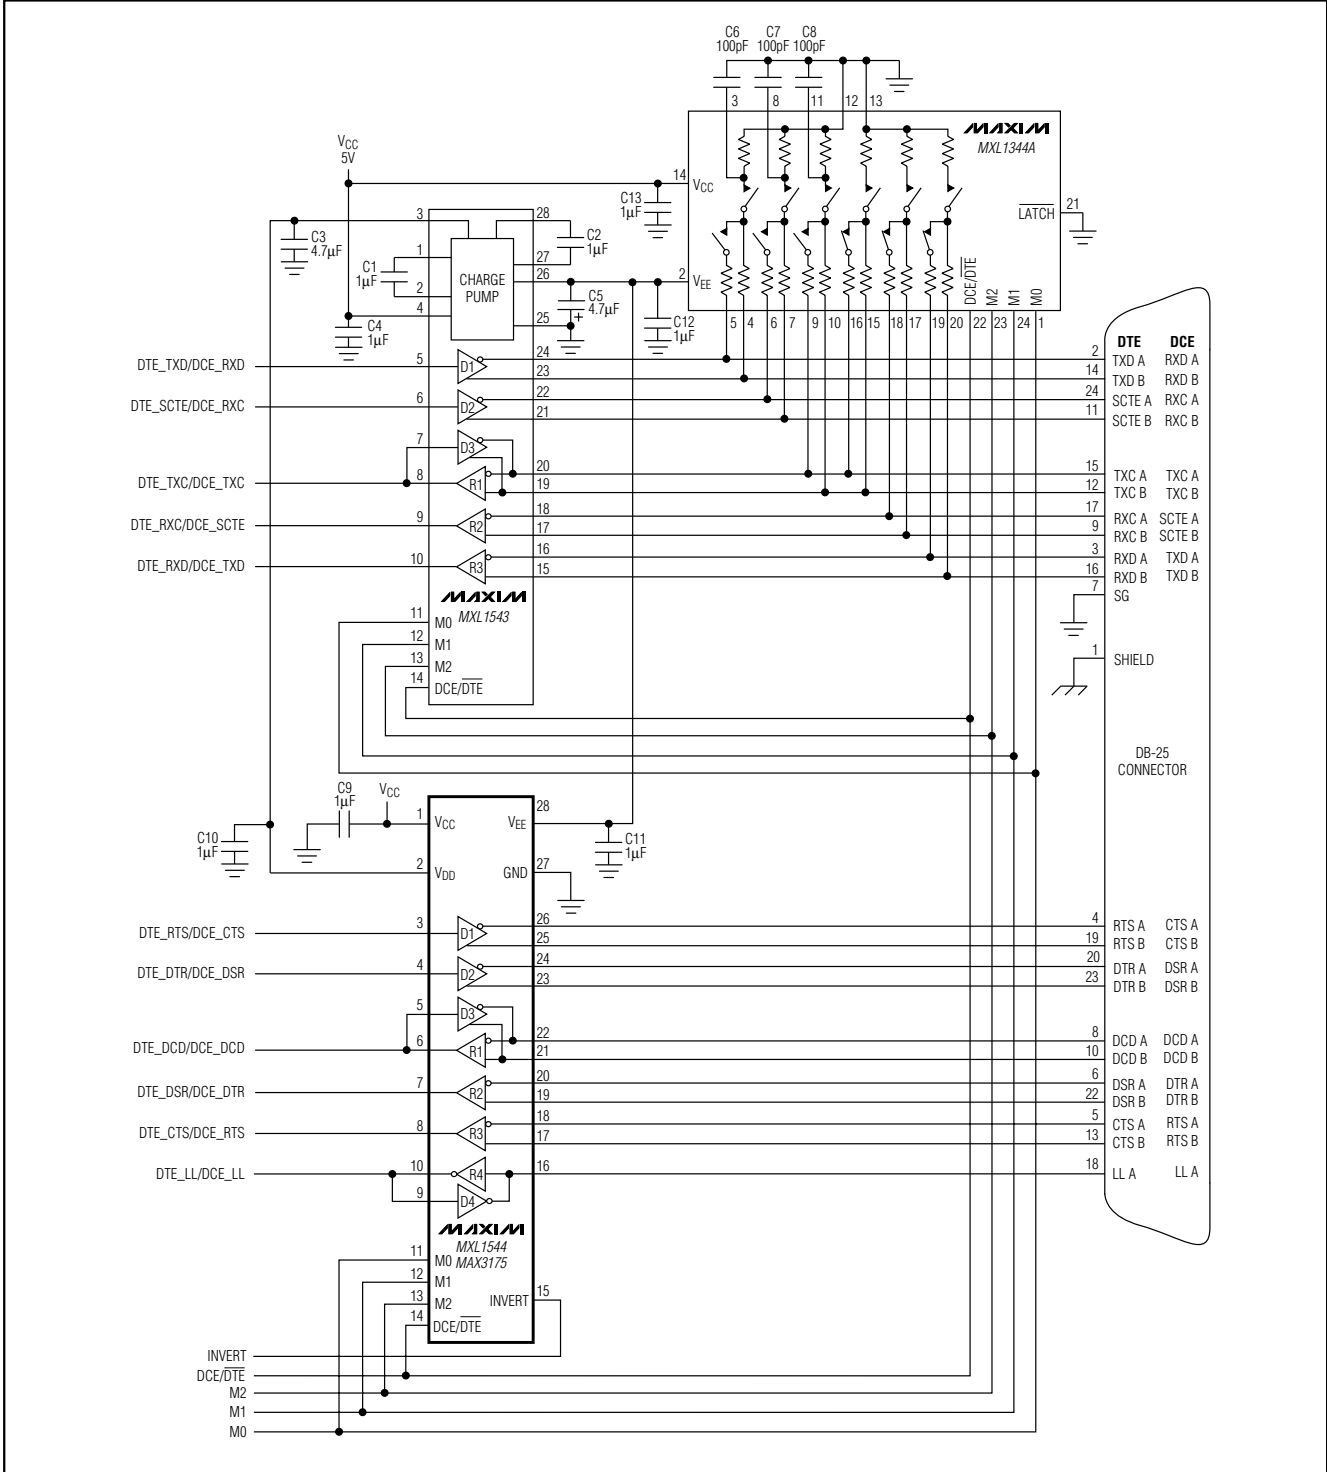 C6 C7 C8
100pF 100pF 100pF
3 8 11 12 13
MAXIM
MXL1344A
VCC
5V
14 VCC
C13
1μF
LATCH 21
3 28
C3
4.7μF
C2
1μF
1 27
C1
1μF
CHARGE
PUMP
26
2 VEE
DCE/DTE M2 M1 M0
2
C5
4.7μF
+
4 25
C4
1μF
C12
1μF
5 4 6 7 9 10 16 15 18 17 19 20 22 23 24 1
DTE DCE
DTE_TXD/DCE_RXD 5 D1 24 2 TXD A RXD A
23 14 TXD B RXD B
DTE_SCTE/DCE_RXC 6 D2 22 24 SCTE A RXC A
21 11 SCTE B RXC B
7 D3
DTE_TXC/DCE_TXC 8 R1 20 15 TXC A TXC A
19 12 TXC B TXC B
DTE_RXC/DCE_SCTE 9 R2 18 17 RXC A SCTE A
17 9 RXC B SCTE B
DTE_RXD/DCE_TXD 10 R3 16 3 RXD A TXD A
15 16 RXD B TXD B
7 SG
MAXIM
MXL1543
11 M0
12 M1
13 M2
14 DCE/DTE
1 SHIELD
DB-25
CONNECTOR
C9
1μF
VCC
1 VCC VEE 28
C10
1μF
C11
1μF
2 VDD GND 27
DTE_RTS/DCE_CTS 3 D1 26 4 RTS A CTS A
25 19 RTS B CTS B
DTE_DTR/DCE_DSR 4 D2 24 20 DTR A DSR A
23 23 DTR B DSR B
5 D3
DTE_DCD/DCE_DCD 6 R1 22 8 DCD A DCD A
21 10 DCD B DCD B
DTE_DSR/DCE_DTR 7 R2 20 6 DSR A DTR A
19 22 DSR B DTR B
DTE_CTS/DCE_RTS 8 R3 18 5 CTS A RTS A
17 13 CTS B RTS B
DTE_LL/DCE_LL 10 R4 16 18 LL A LL A
9 D4
MAXIM
MXL1544
MAX3175
11 M0
12 M1
13 M2 INVERT 15
14 DCE/DTE
INVERT
DCE/DTE
M2
M1
M0